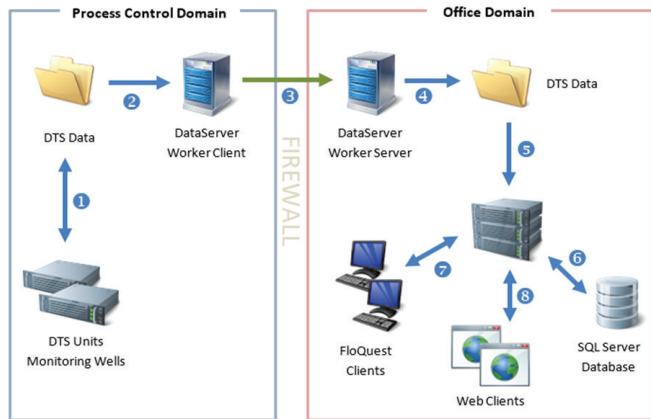 Process Control Domain
Office Domain
2
3
4
DTS Data
DataServer
Worker Client
DataServer
Worker Server
DTS Data
FIREWALL
1
5
6
7
8
DTS Units
Monitoring Wells
FloQuest
Clients
Web Clients
SQL Server
Database